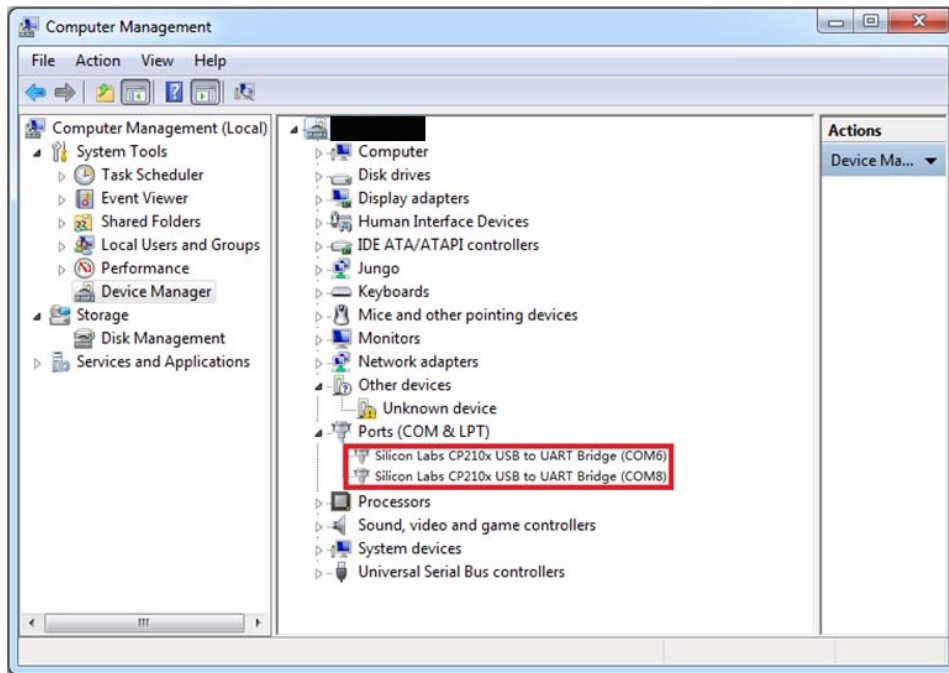 Computer Management
File Action View Help
Computer Management (Local)
System Tools
Task Scheduler
Event Viewer
Shared Folders
Local Users and Groups
Performance
Device Manager
Storage
Disk Management
Services and Applications
Computer
Disk drives
Display adapters
Human Interface Devices
IDE ATA/ATAPI controllers
Jungo
Keyboards
Mice and other pointing devices
Monitors
Network adapters
Other devices
Unknown device
Ports (COM & LPT)
Silicon Labs CP210x USB to UART Bridge (COM6)
Silicon Labs CP210x USB to UART Bridge (COM8)
Processors
Sound, video and game controllers
System devices
Universal Serial Bus controllers
Actions
Device Ma...